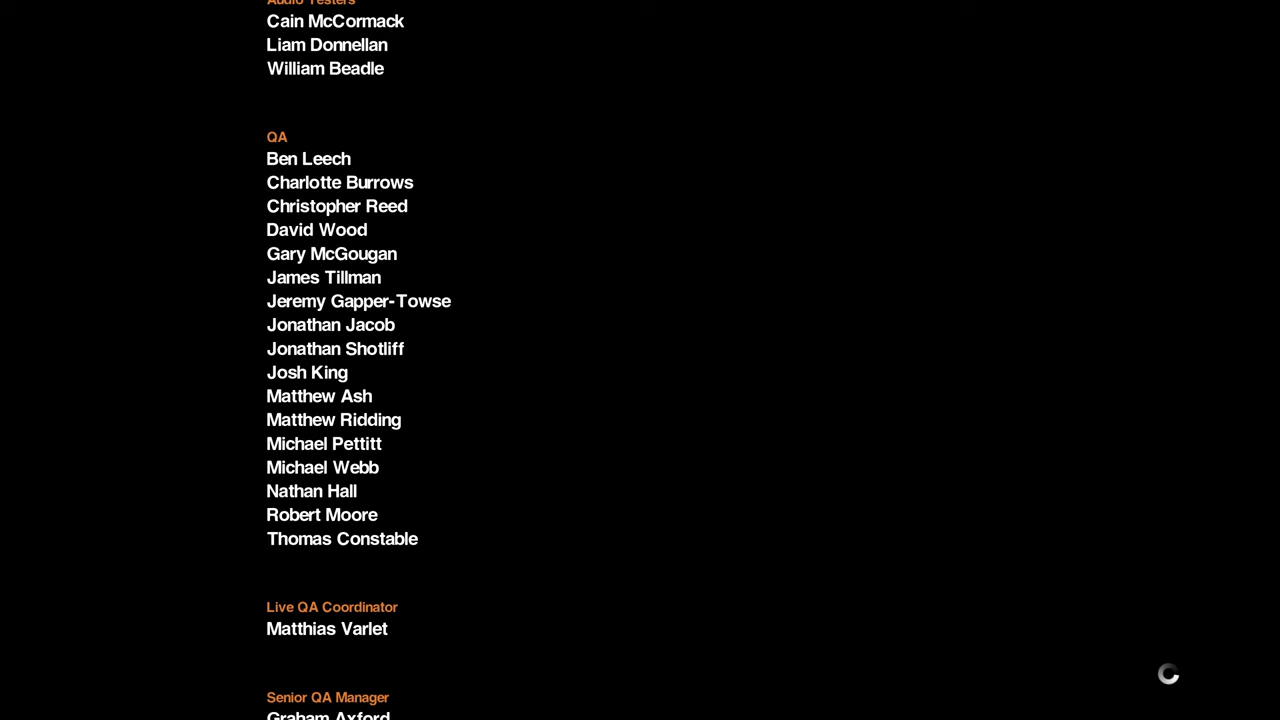 Audio Testers
Cain McCormack
Liam Donnellan
William Beadle
QA
Ben Leech
Charlotte Burrows
Christopher Reed
David Wood
Gary McGougan
James Tillman
Jeremy Gapper-Towse
Jonathan Jacob
Jonathan Shotliff
Josh King
Matthew Ash
Matthew Ridding
Michael Pettitt
Michael Webb
Nathan Hall
Robert Moore
Thomas Constable
Live QA Coordinator
Matthias Varlet
Senior QA Manager
Graham Axford